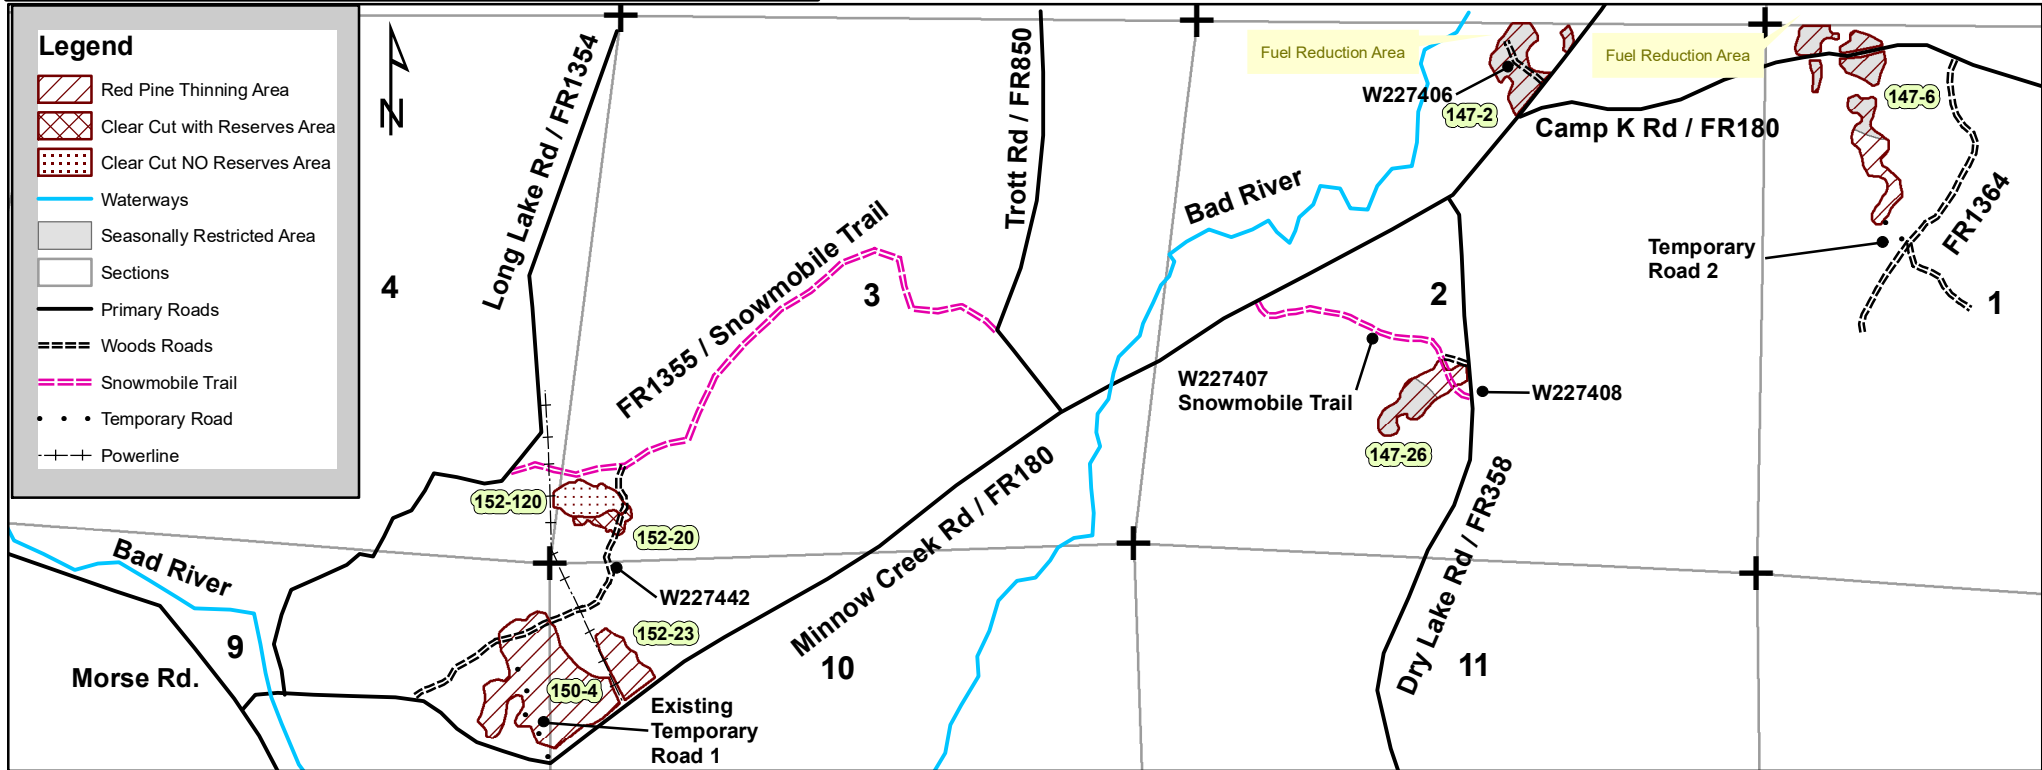 Legend
Red Pine Thinning Area
Clear Cut with Reserves Area
Clear Cut NO Reserves Area
Waterways
Seasonally Restricted Area
Sections
Primary Roads
Woods Roads
Snowmobile Trail
Temporary Road
Powerline
N
4
Long Lake Rd / FR1354
FR1355 / Snowmobile Trail
3
Trott Rd / FR850
Bad River
Fuel Reduction Area
W227406
147-2
Fuel Reduction Area
147-6
Camp K Rd / FR180
FR1364
Temporary
Road 2
1
2
W227407
Snowmobile Trail
W227408
147-26
152-120
152-20
W227442
152-23
Minnow Creek Rd / FR180
Dry Lake Rd / FR358
Bad River
9
Morse Rd.
150-4
Existing
Temporary
Road 1
10
11